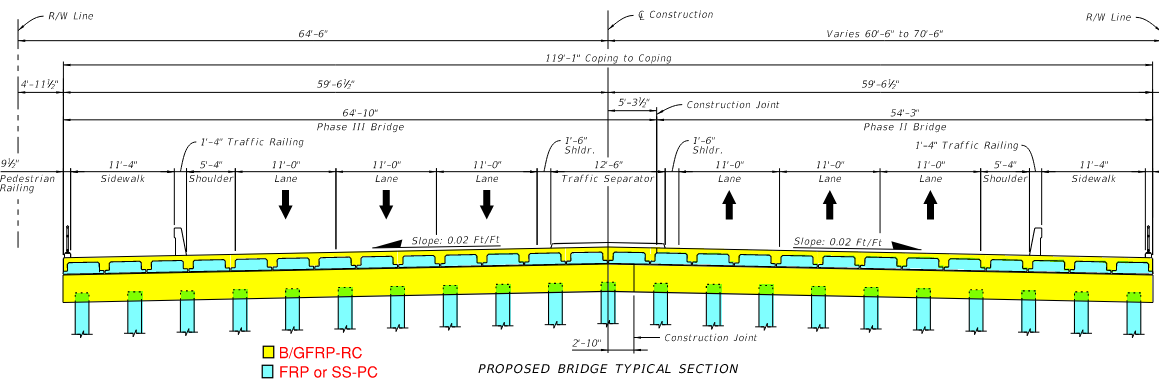 R/W Line
℄ Construction
R/W Line
64'-6"
Varies 60'-6" to 70'-6"
119'-1" Coping to Coping
4'-11½"
59'-6½"
59'-6½"
5'-3½"
Construction Joint
64'-10"
54'-3"
Phase III Bridge
Phase II Bridge
1'-4" Traffic Railing
1'-6"
Shldr.
1'-6"
Shldr.
1'-4" Traffic Railing
9½"
11'-4"
5'-4"
11'-0"
11'-0"
11'-0"
12'-6"
11'-0"
11'-0"
11'-0"
5'-4"
11'-4"
Pedestrian
Railing
Sidewalk
Shoulder
Lane
Lane
Lane
Traffic Separator
Lane
Lane
Lane
Shoulder
Sidewalk
Slope: 0.02 Ft/Ft
Slope: 0.02 Ft/Ft
2'-10"
Construction Joint
B/GFRP-RC
FRP or SS-PC
PROPOSED BRIDGE TYPICAL SECTION